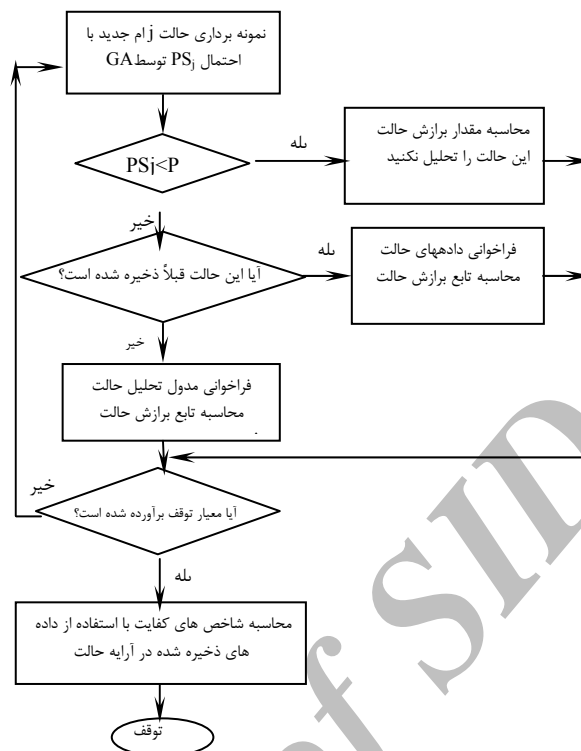 نمونه برداری حالت j ام جدید با
احتمال PSj توسط GA
PSj<P
بله
محاسبه مقدار برازش حالت
این حالت را تحلیل نکنید
خیر
آیا این حالت قبلاً ذخیره شده است؟
بله
فراخوانی دادههای حالت
محاسبه تابع برازش حالت
خیر
فراخوانی مدول تحلیل حالت
محاسبه تابع برازش حالت
.
آیا معیار توقف برآورده شده است؟
خیر
بله
محاسبه شاخص های کفایت با استفاده از داده
های ذخیره شده در آرایه حالت
توقف
of SID